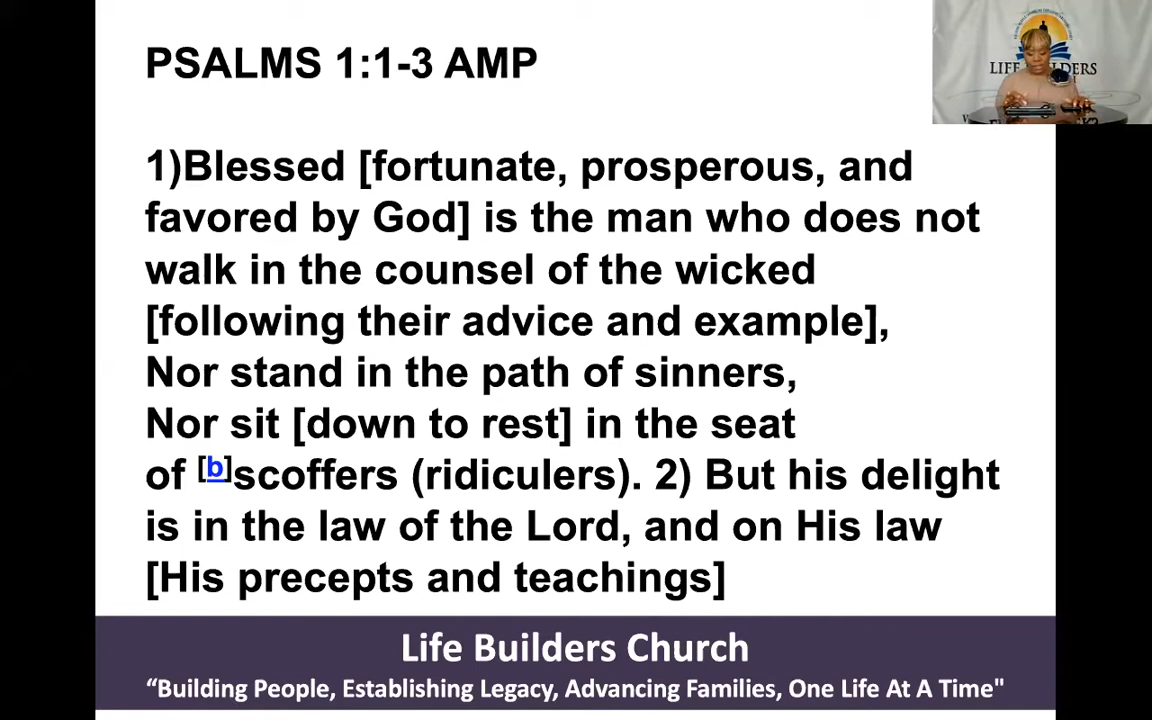 PSALMS 1:1-3 AMP
LIFE BUILDERS
1)Blessed [fortunate, prosperous, and
favored by God] is the man who does not
walk in the counsel of the wicked
[following their advice and example],
Nor stand in the path of sinners,
Nor sit [down to rest] in the seat
of [b]scoffers (ridiculers). 2) But his delight
is in the law of the Lord, and on His law
[His precepts and teachings]
Life Builders Church
“Building People, Establishing Legacy, Advancing Families, One Life At A Time"